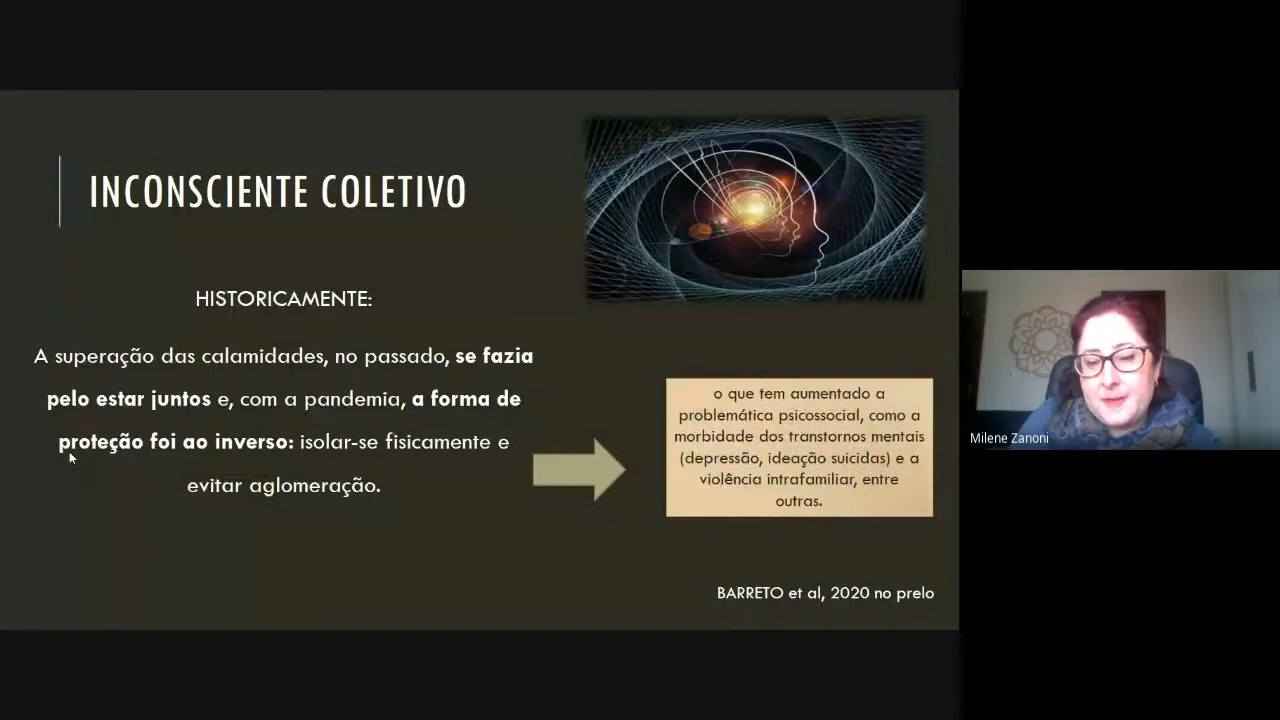 INCONSCIENTE COLETIVO
HISTORICAMENTE:
A superação das calamidades, no passado, se fazia
pelo estar juntos e, com a pandemia, a forma de
proteção foi ao inverso: isolar-se fisicamente e
evitar aglomeração.
o que tem aumentado a
problemática psicossocial, como a
morbidade dos transtornos mentais
(depressão, ideação suicidas) e a
violência intrafamiliar, entre
outras.
BARRETO et al, 2020 no prelo
Milene Zanoni